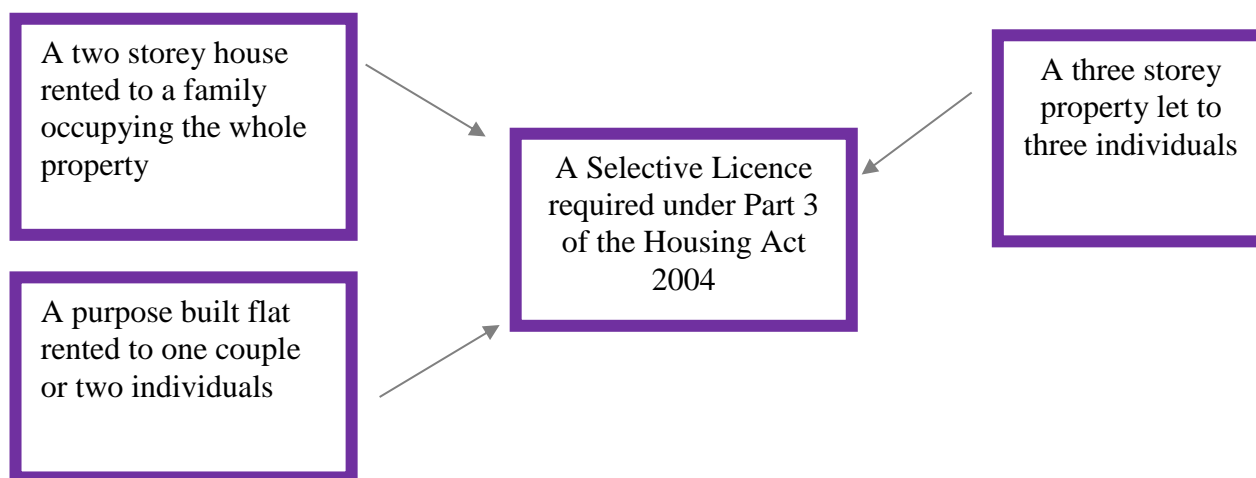 A two storey house
rented to a family
occupying the whole
property
A purpose built flat
rented to one couple
or two individuals
A Selective Licence
required under Part 3
of the Housing Act
2004
A three storey
property let to
three individuals